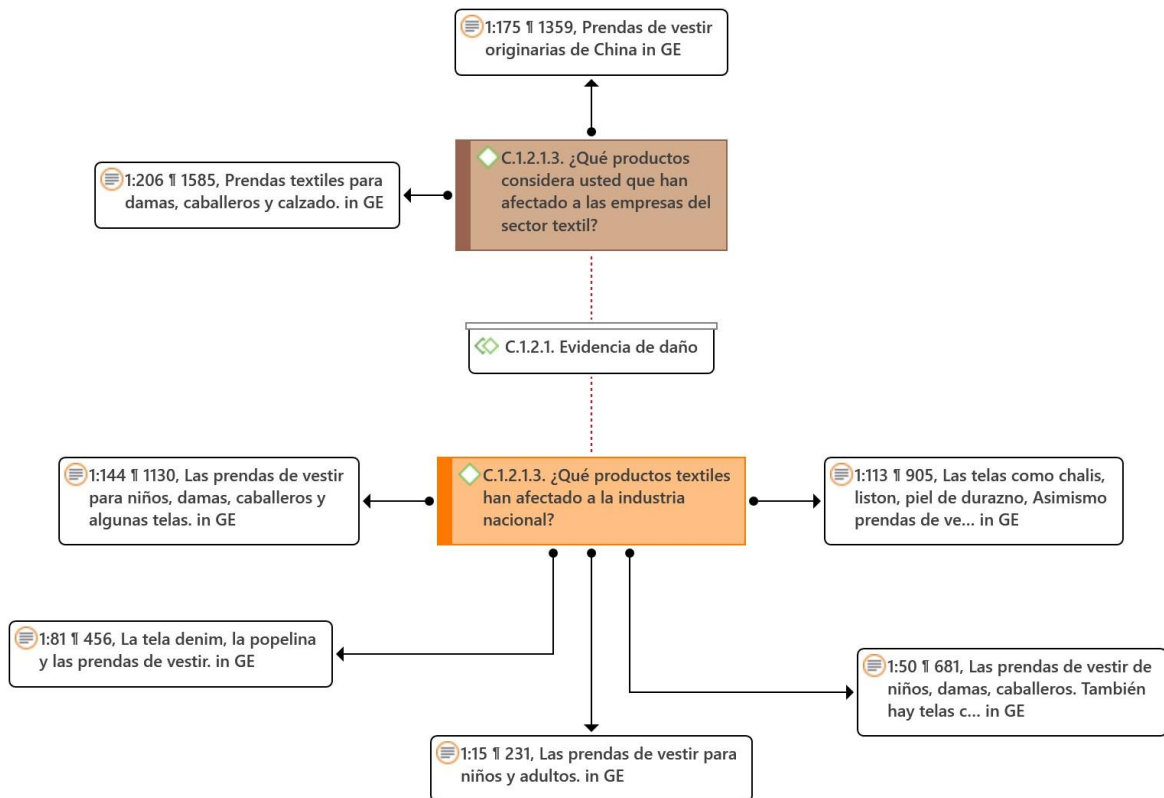 1:175 ¶ 1359, Prendas de vestir
originarias de China in GE
C.1.2.1.3. ¿Qué productos
considera usted que han
afectado a las empresas del
sector textil?
1:206 ¶ 1585, Prendas textiles para
damas, caballeros y calzado. in GE
C.1.2.1. Evidencia de daño
1:144 ¶ 1130, Las prendas de vestir
para niños, damas, caballeros y
algunas telas. in GE
C.1.2.1.3. ¿Qué productos textiles
han afectado a la industria
nacional?
1:113 ¶ 905, Las telas como chalis,
liston, piel de durazno, Asimismo
prendas de ve... in GE
1:81 ¶ 456, La tela denim, la popelina
y las prendas de vestir. in GE
1:50 ¶ 681, Las prendas de vestir de
niños, damas, caballeros. También
hay telas c... in GE
1:15 ¶ 231, Las prendas de vestir para
niños y adultos. in GE